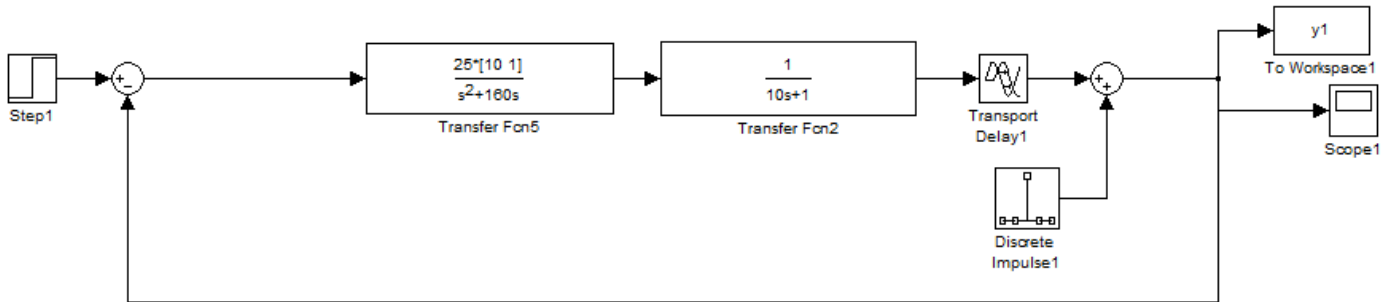 Step1
+
−
25*[10 1]
s²+160s
Transfer Fcn5
1
10s+1
Transfer Fcn2
Transport
Delay1
+
+
Discrete
Impulse1
y1
To Workspace1
Scope1